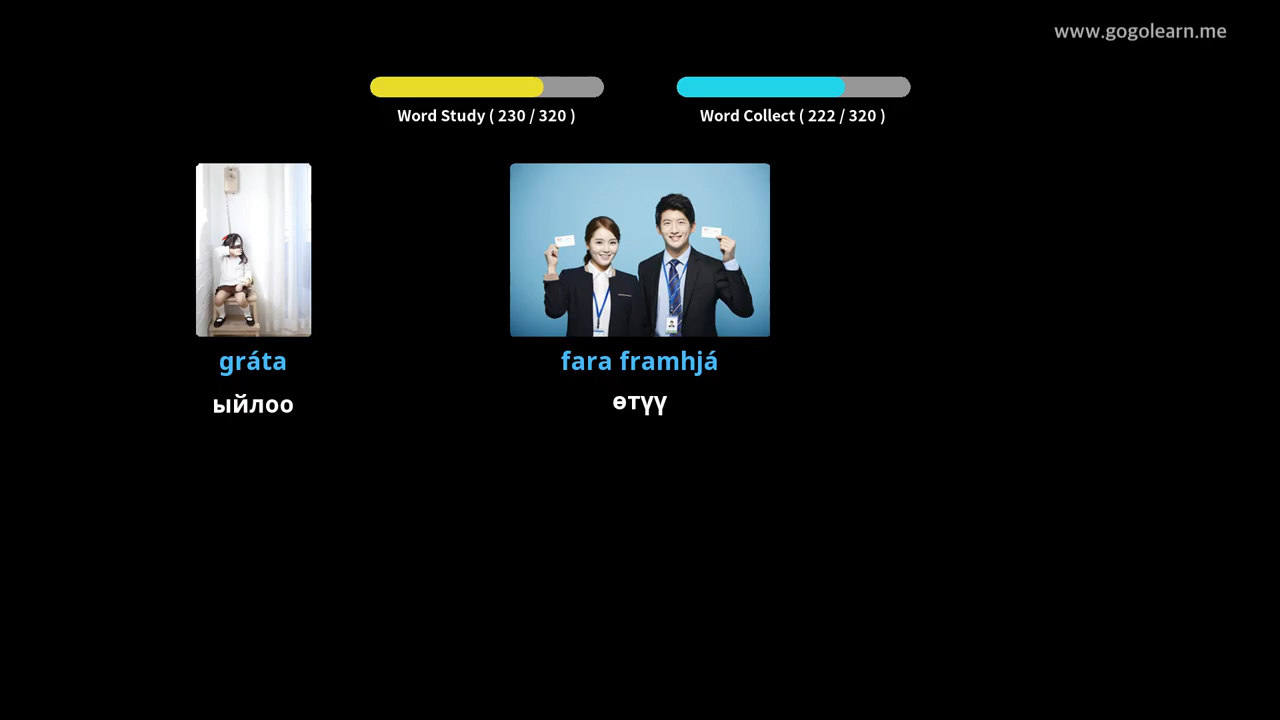 www.gogolearn.me
Word Study ( 230 / 320 )
Word Collect ( 222 / 320 )
gráta
ыйлоо
fara framhjá
өтүү